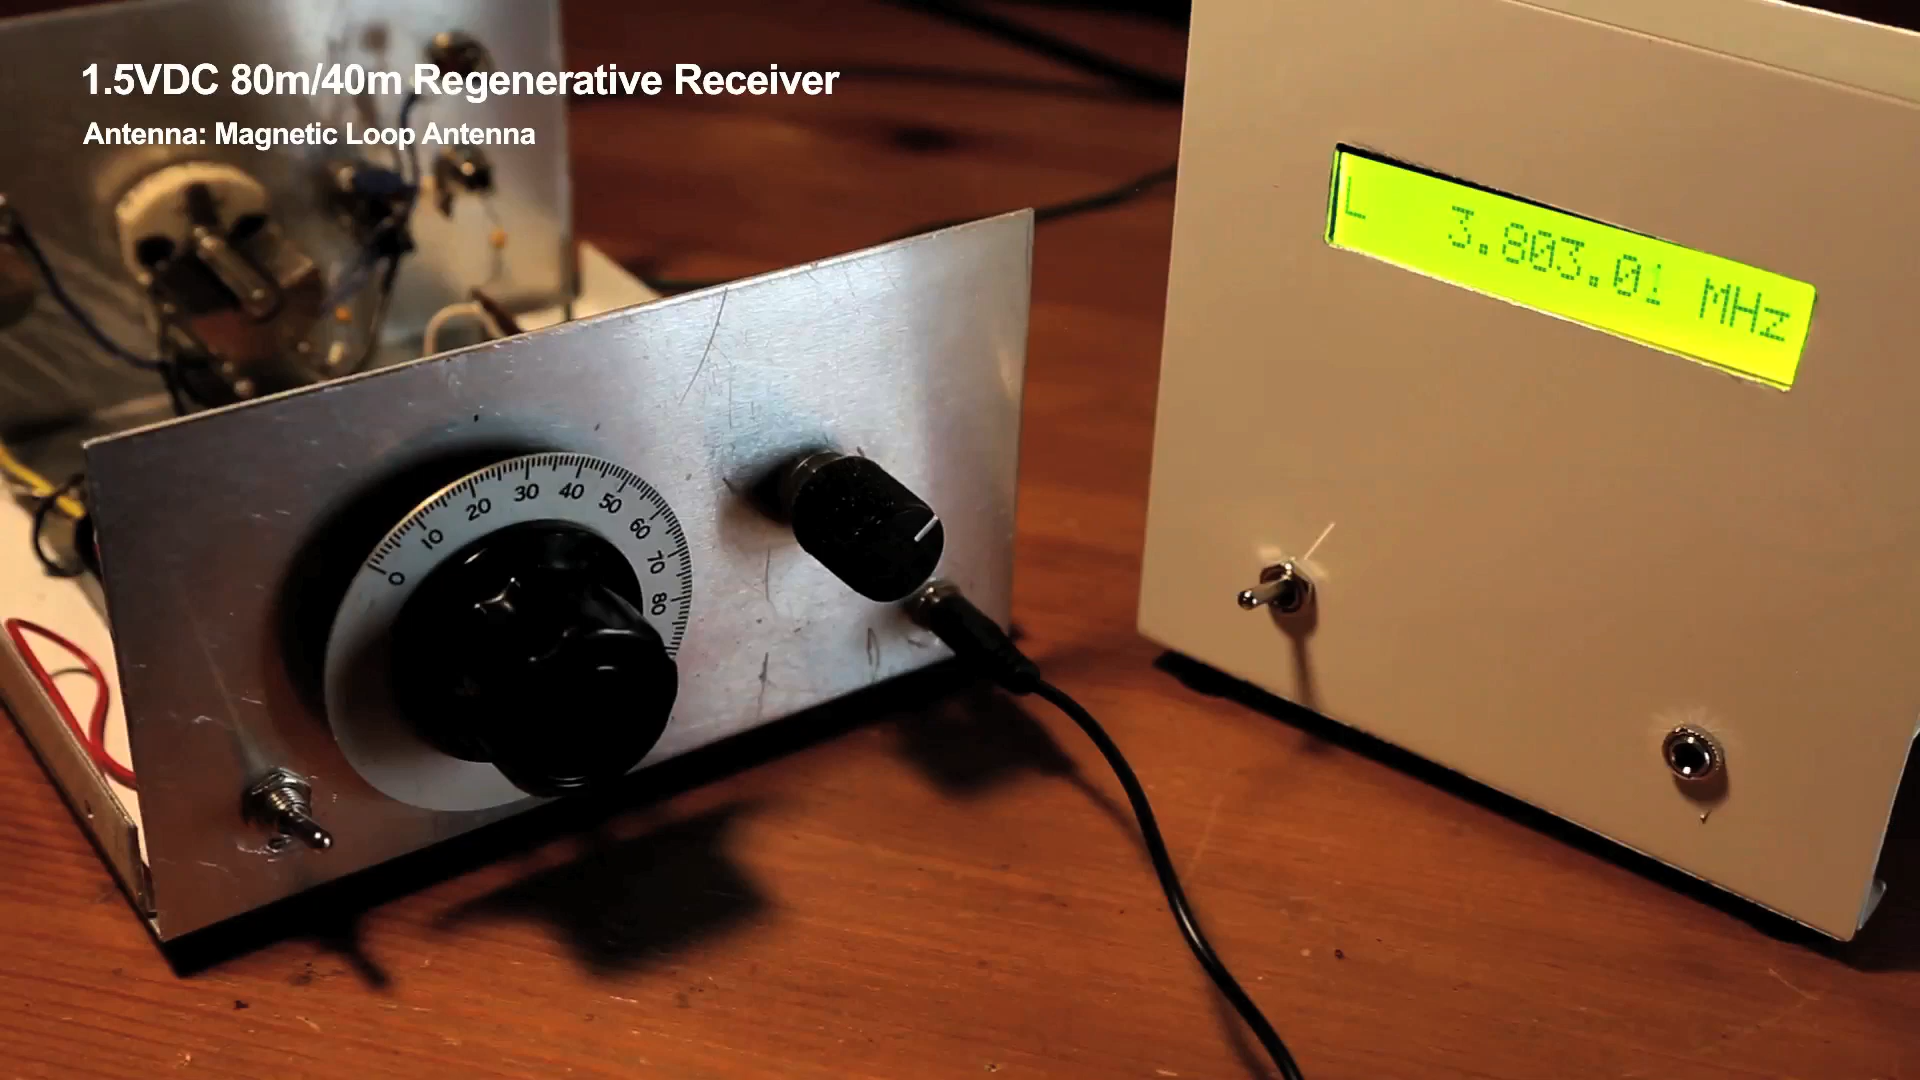 1.5VDC 80m/40m Regenerative Receiver
Antenna: Magnetic Loop Antenna
L 3.803.01 MHz
0 10 20 30 40 50 60 70 80